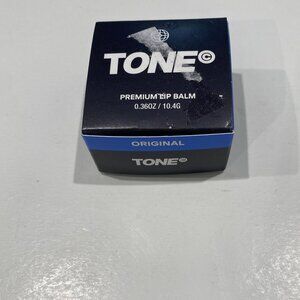 TONE©
PREMIUM LIP BALM
0.36OZ / 10.4G
ORIGINAL
TONE©